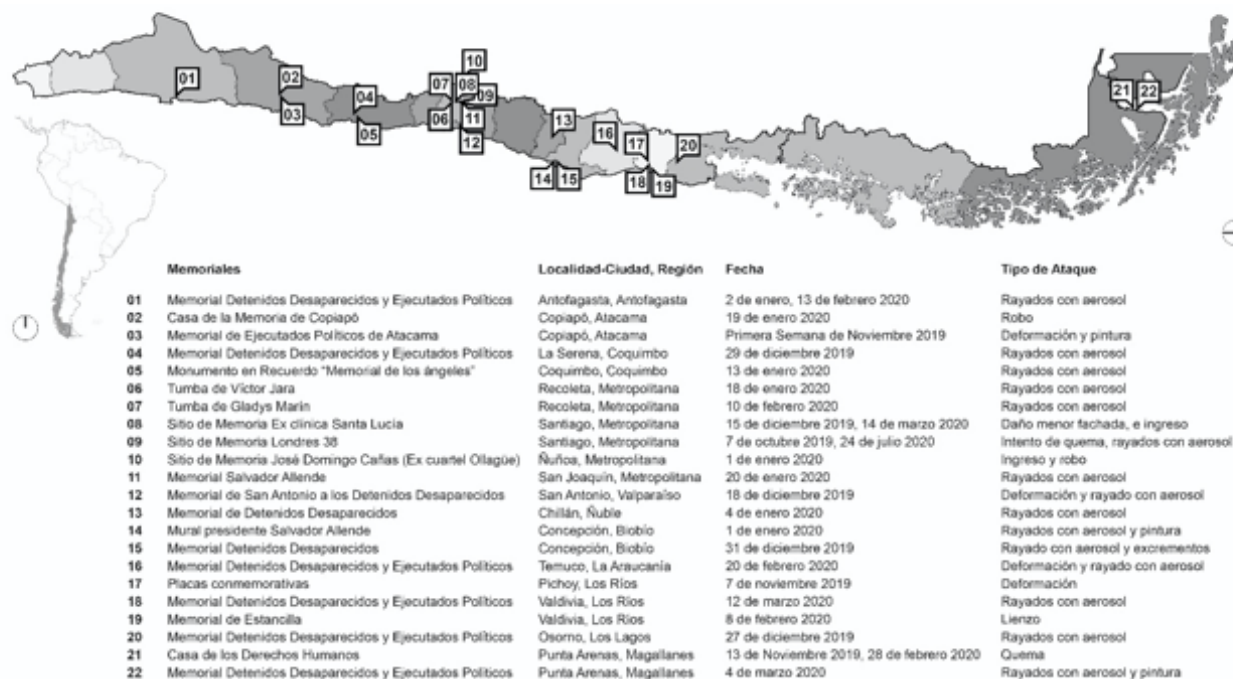 10
07 08
01 02 04 09
03 05 06 11 13 16 17 20
12
14 15 18 19
21 22
Memoriales Localidad-Ciudad, Región Fecha Tipo de Ataque
01 Memorial Detenidos Desaparecidos y Ejecutados Políticos Antofagasta, Antofagasta 2 de enero, 13 de febrero 2020 Rayados con aerosol
02 Casa de la Memoria de Copiapó Copiapó, Atacama 19 de enero 2020 Robo
03 Memorial de Ejecutados Políticos de Atacama Copiapó, Atacama Primera Semana de Noviembre 2019 Deformación y pintura
04 Memorial Detenidos Desaparecidos y Ejecutados Políticos La Serena, Coquimbo 29 de diciembre 2019 Rayados con aerosol
05 Monumento en Recuerdo "Memorial de los ángeles" Coquimbo, Coquimbo 13 de enero 2020 Rayados con aerosol
06 Tumba de Víctor Jara Recoleta, Metropolitana 18 de enero 2020 Rayados con aerosol
07 Tumba de Gladys Marín Recoleta, Metropolitana 10 de febrero 2020 Rayados con aerosol
08 Sitio de Memoria Ex clínica Santa Lucía Santiago, Metropolitana 15 de diciembre 2019, 14 de marzo 2020 Daño menor fachada, e ingreso
09 Sitio de Memoria Londres 38 Santiago, Metropolitana 7 de octubre 2019, 24 de julio 2020 Intento de quema, rayados con aerosol
10 Sitio de Memoria José Domingo Cañas (Ex cuartel Ollagüe) Ñuñoa, Metropolitana 1 de enero 2020 Ingreso y robo
11 Memorial Salvador Allende San Joaquín, Metropolitana 20 de enero 2020 Rayados con aerosol
12 Memorial de San Antonio a los Detenidos Desaparecidos San Antonio, Valparaíso 18 de diciembre 2019 Deformación y rayado con aerosol
13 Memorial de Detenidos Desaparecidos Chillán, Ñuble 4 de enero 2020 Rayados con aerosol
14 Mural presidente Salvador Allende Concepción, Biobío 1 de enero 2020 Rayados con aerosol y pintura
15 Memorial Detenidos Desaparecidos Concepción, Biobío 31 de diciembre 2019 Rayado con aerosol y excrementos
16 Memorial Detenidos Desaparecidos y Ejecutados Políticos Temuco, La Araucanía 20 de febrero 2020 Deformación y rayado con aerosol
17 Placas conmemorativas Pichoy, Los Ríos 7 de noviembre 2019 Deformación
18 Memorial Detenidos Desaparecidos y Ejecutados Políticos Valdivia, Los Ríos 12 de marzo 2020 Rayados con aerosol
19 Memorial de Estancilla Valdivia, Los Ríos 8 de febrero 2020 Lienzo
20 Memorial Detenidos Desaparecidos y Ejecutados Políticos Osorno, Los Lagos 27 de diciembre 2019 Rayados con aerosol
21 Casa de los Derechos Humanos Punta Arenas, Magallanes 13 de Noviembre 2019, 28 de febrero 2020 Quema
22 Memorial Detenidos Desaparecidos y Ejecutados Políticos Punta Arenas, Magallanes 4 de marzo 2020 Rayados con aerosol y pintura